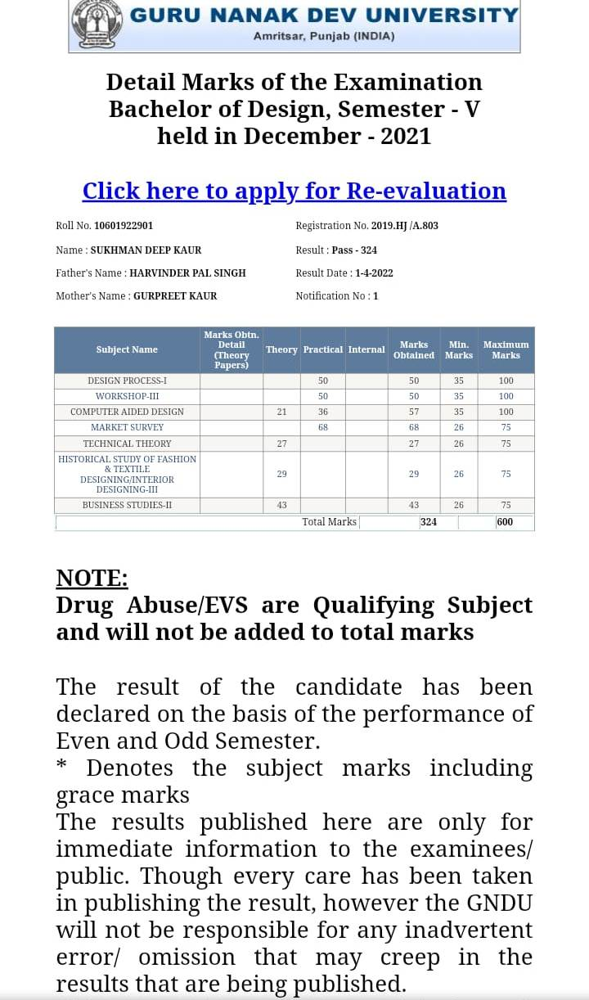 GURU NANAK DEV UNIVERSITY
Amritsar, Punjab (INDIA)
Detail Marks of the Examination
Bachelor of Design, Semester - V
held in December - 2021
Click here to apply for Re-evaluation
Roll No. 10601922901 Registration No. 2019.HJ /A.803
Name : SUKHMAN DEEP KAUR Result : Pass - 324
Father's Name : HARVINDER PAL SINGH Result Date : 1-4-2022
Mother's Name : GURPREET KAUR Notification No : 1
Subject Name Marks Obtn. Detail (Theory Papers) Theory Practical Internal Marks Obtained Min. Marks Maximum Marks
DESIGN PROCESS-I 50 50 35 100
WORKSHOP-III 50 50 35 100
COMPUTER AIDED DESIGN 21 36 57 35 100
MARKET SURVEY 68 68 26 75
TECHNICAL THEORY 27 27 26 75
HISTORICAL STUDY OF FASHION
& TEXTILE
DESIGNING/INTERIOR
DESIGNING-III 29 29 26 75
BUSINESS STUDIES-II 43 43 26 75
Total Marks 324 600
NOTE:
Drug Abuse/EVS are Qualifying Subject
and will not be added to total marks
The result of the candidate has been
declared on the basis of the performance of
Even and Odd Semester.
* Denotes the subject marks including
grace marks
The results published here are only for
immediate information to the examinees/
public. Though every care has been taken
in publishing the result, however the GNDU
will not be responsible for any inadvertent
error/ omission that may creep in the
results that are being published.